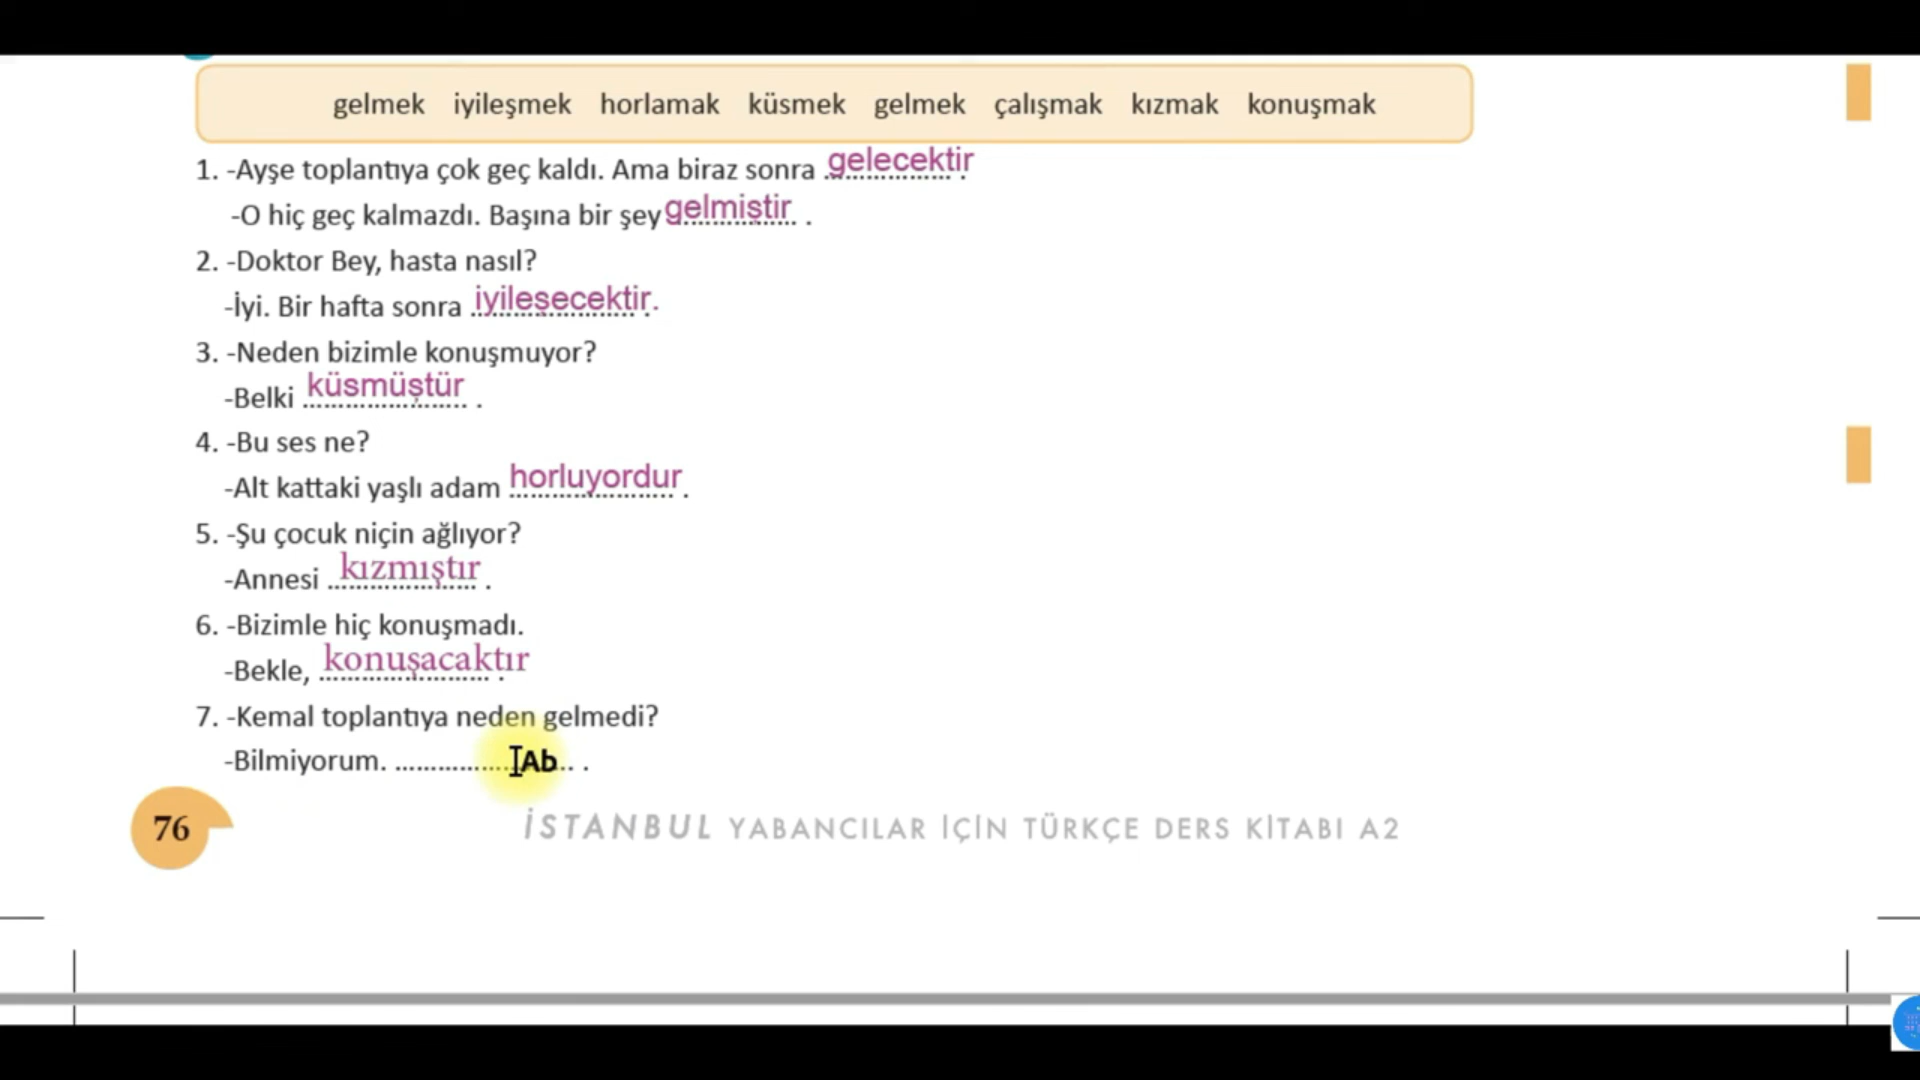 gelmek iyileşmek horlamak küsmek gelmek çalışmak kızmak konuşmak
1. -Ayşe toplantıya çok geç kaldı. Ama biraz sonra gelecektir.
-O hiç geç kalmazdı. Başına bir şey gelmiştir.
2. -Doktor Bey, hasta nasıl?
-İyi. Bir hafta sonra iyileşecektir.
3. -Neden bizimle konuşmuyor?
-Belki küsmüştür.
4. -Bu ses ne?
-Alt kattaki yaşlı adam horluyordur.
5. -Şu çocuk niçin ağlıyor?
-Annesi kızmıştır.
6. -Bizimle hiç konuşmadı.
-Bekle, konuşacaktır.
7. -Kemal toplantıya neden gelmedi?
-Bilmiyorum. ..................Ab.. .
76
İSTANBUL YABANCILAR İÇİN TÜRKÇE DERS KİTABI A2